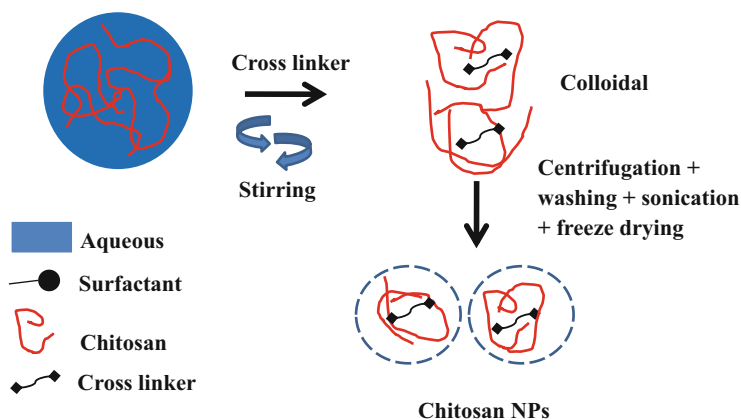 Cross linker
Stirring
Colloidal
Centrifugation +
washing + sonication
+ freeze drying
Aqueous
Surfactant
Chitosan
Cross linker
Chitosan NPs